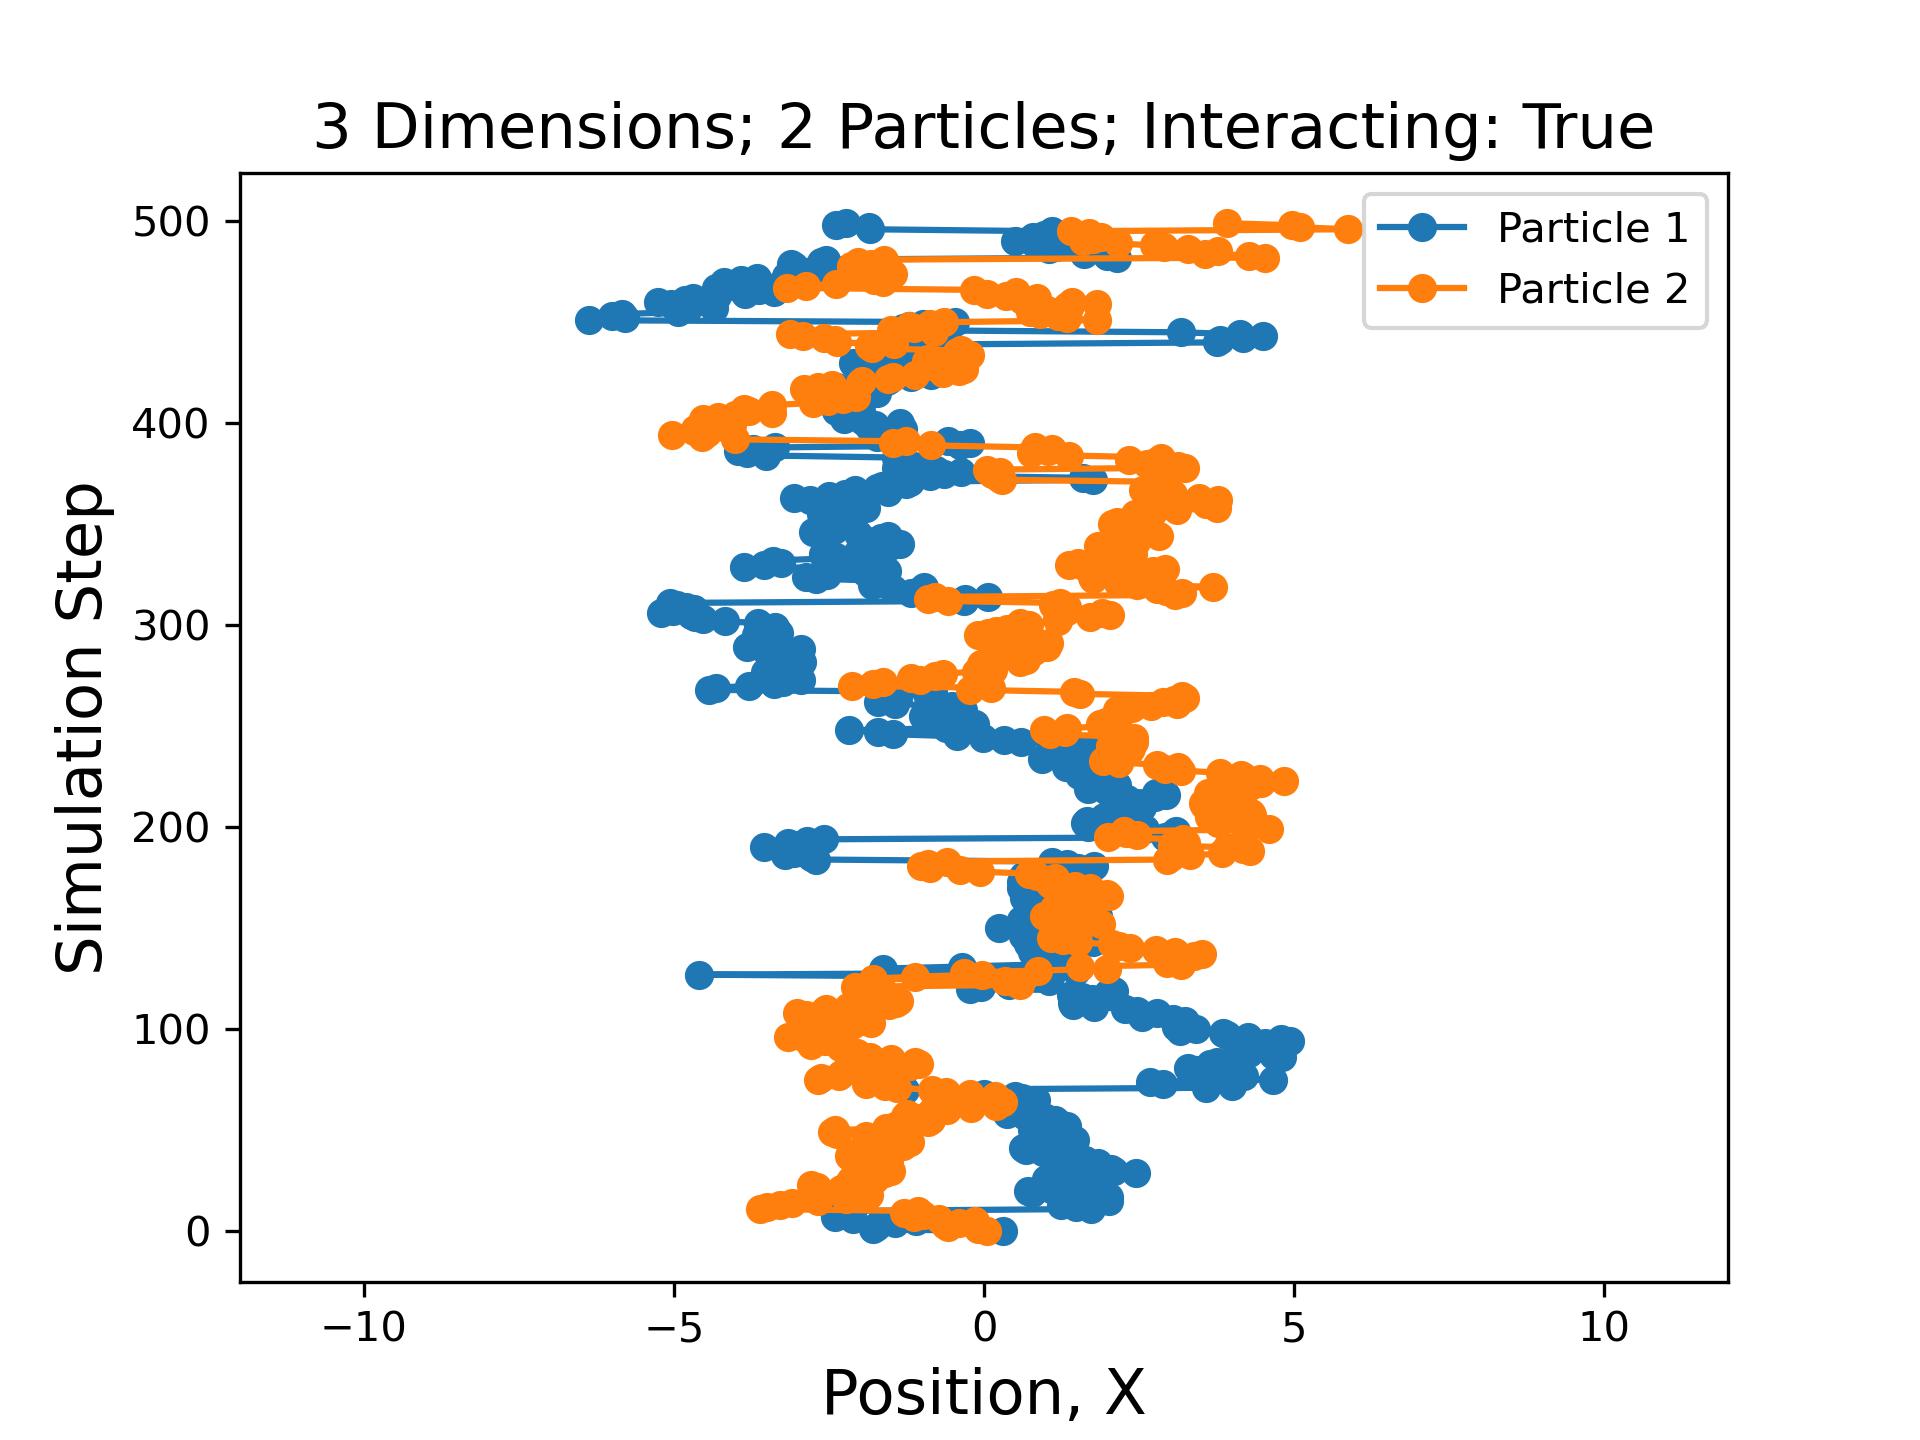 3 Dimensions; 2 Particles; Interacting: True
Particle 1
Particle 2
Simulation Step
500
400
300
200
100
0
−10 −5 0 5 10
Position, X